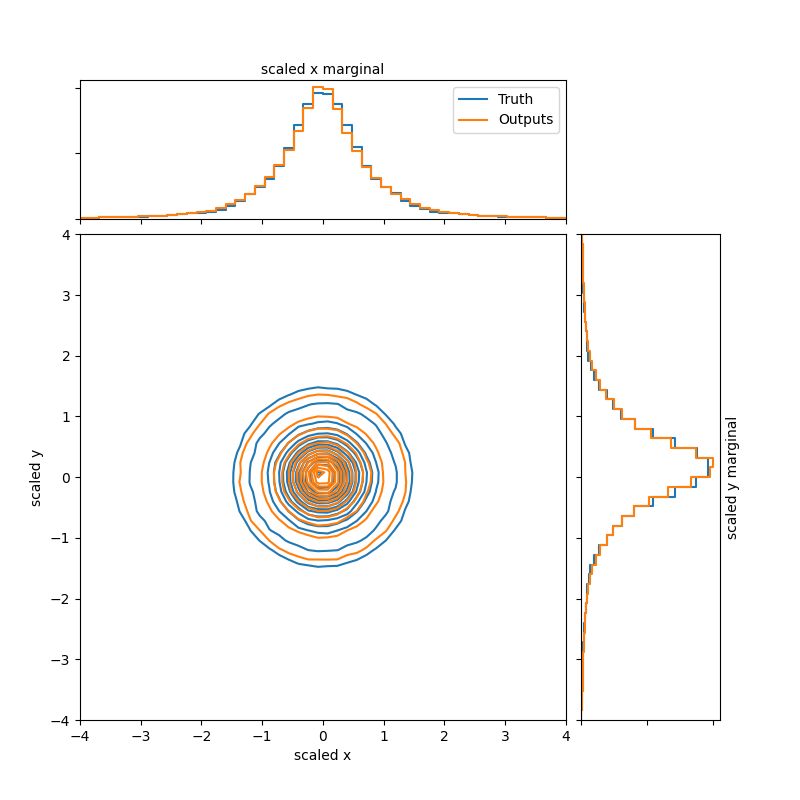 scaled x marginal
Truth
Outputs
4
3
2
1
0
−1
−2
−3
−4
scaled y
scaled y marginal
−4 −3 −2 −1 0 1 2 3 4
scaled x